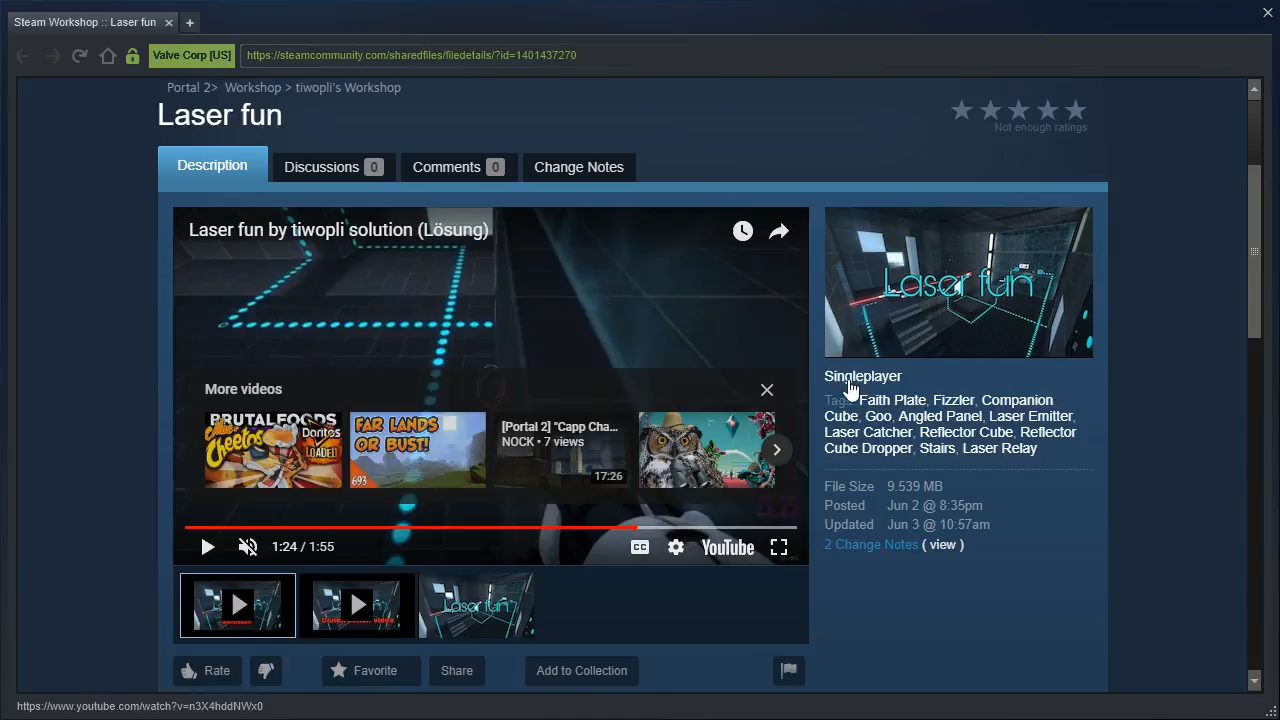 Steam Workshop :: Laser fun
Valve Corp [US]
https://steamcommunity.com/sharedfiles/filedetails/?id=1401437270
Portal 2> Workshop > tiwopli's Workshop
Laser fun
Not enough ratings
Description
Discussions 0
Comments 0
Change Notes
Laser fun by tiwopli solution (Lösung)
More videos
BRUTALFOODS
Cheetos
Doritos
LOADED
FAR LANDS
OR BUST!
693
[Portal 2] "Capp Cha...
NOCK • 7 views
17:26
1:24 / 1:55
CC
YouTube
Laser fun
Singleplayer
Tags: Faith Plate, Fizzler, Companion
Cube, Goo, Angled Panel, Laser Emitter,
Laser Catcher, Reflector Cube, Reflector
Cube Dropper, Stairs, Laser Relay
File Size 9.539 MB
Posted Jun 2 @ 8:35pm
Updated Jun 3 @ 10:57am
2 Change Notes ( view )
Solution
Construction video
Laser fun
Rate
Favorite
Share
Add to Collection
https://www.youtube.com/watch?v=n3X4hddNWx0